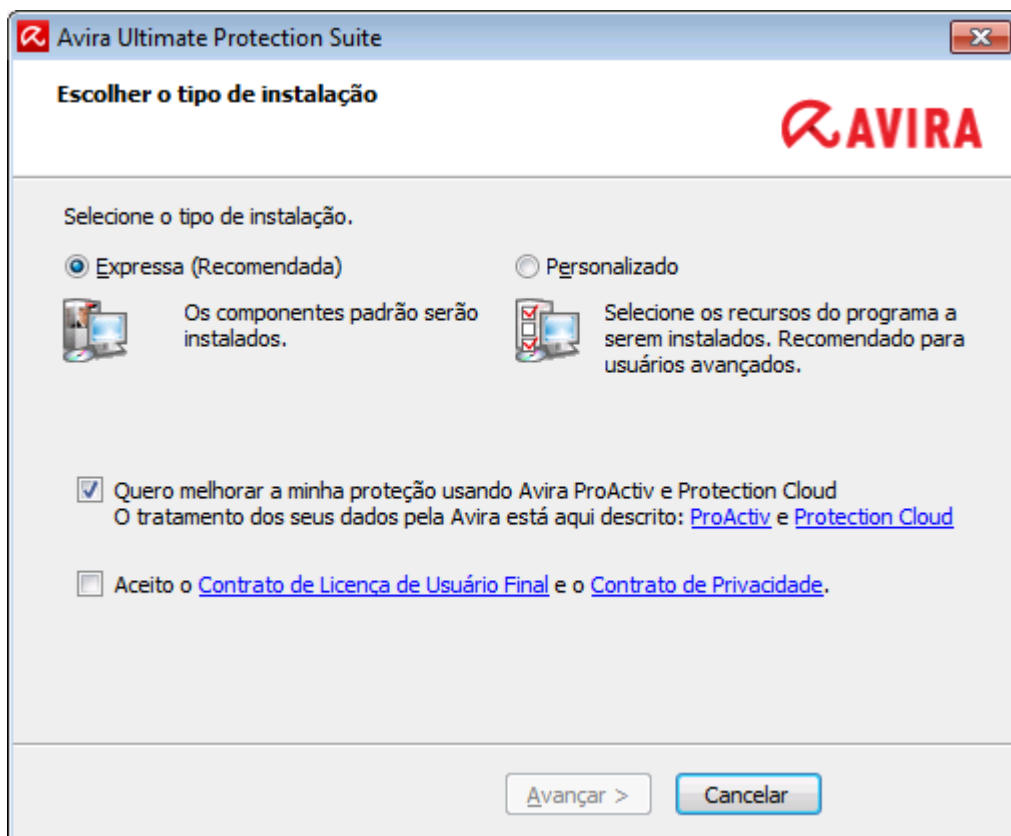 Avira Ultimate Protection Suite
Escolher o tipo de instalação
AVIRA
Selecione o tipo de instalação.
Expressa (Recomendada)
Os componentes padrão serão
instalados.
Personalizado
Selecione os recursos do programa a
serem instalados. Recomendado para
usuários avançados.
Quero melhorar a minha proteção usando Avira ProActiv e Protection Cloud
O tratamento dos seus dados pela Avira está aqui descrito: ProActiv e Protection Cloud
Aceito o Contrato de Licença de Usuário Final e o Contrato de Privacidade.
Avançar >
Cancelar